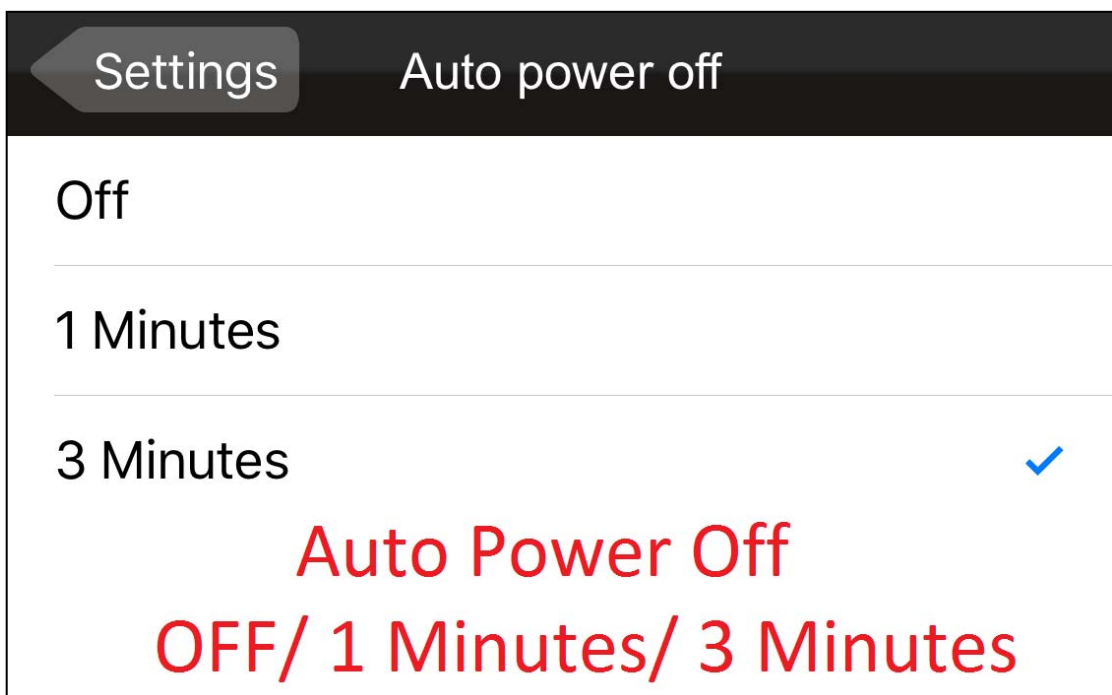 Settings Auto power off
Off
1 Minutes
3 Minutes
Auto Power Off
OFF/ 1 Minutes/ 3 Minutes